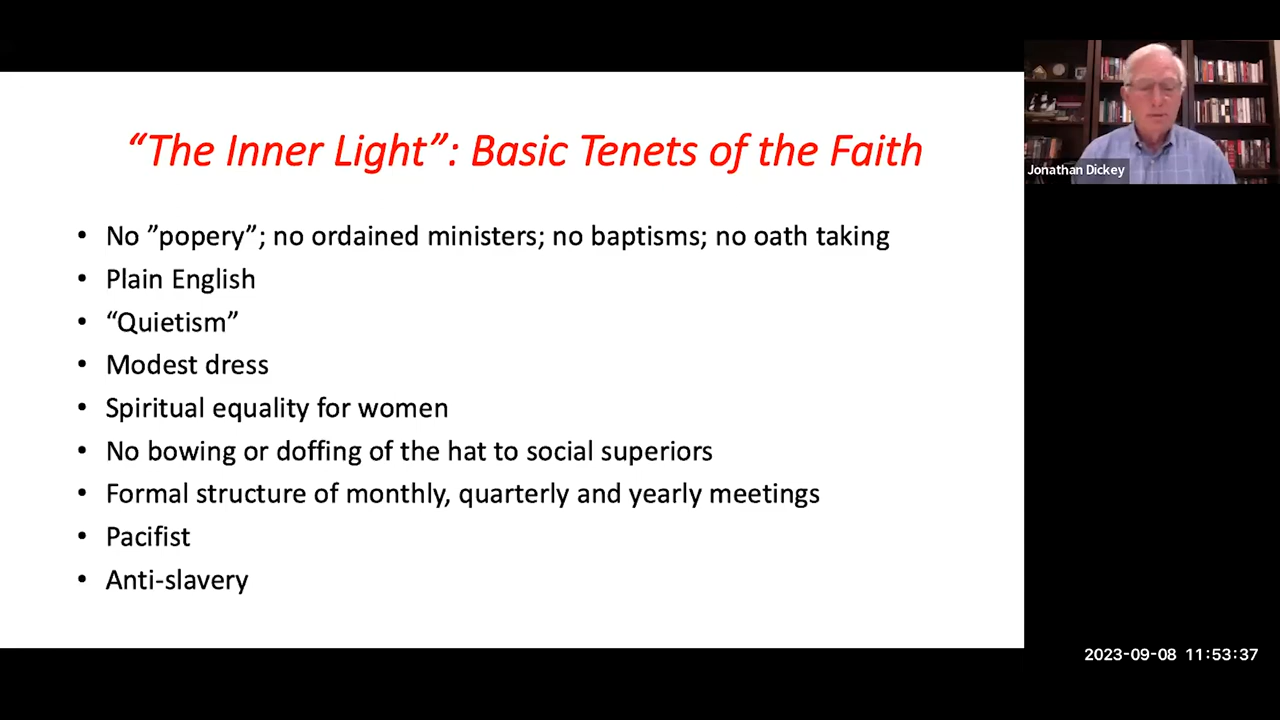 “The Inner Light”: Basic Tenets of the Faith
• No ”popery”; no ordained ministers; no baptisms; no oath taking
• Plain English
• “Quietism”
• Modest dress
• Spiritual equality for women
• No bowing or doffing of the hat to social superiors
• Formal structure of monthly, quarterly and yearly meetings
• Pacifist
• Anti-slavery
Jonathan Dickey
2023-09-08 11:53:37